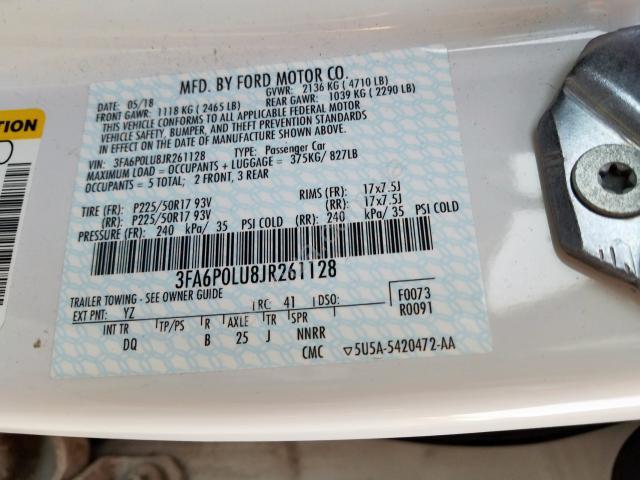 MFD. BY FORD MOTOR CO.
DATE: 05/18 GVWR: 2136 KG ( 4710 LB)
FRONT GAWR: 1118 KG ( 2465 LB) REAR GAWR: 1039 KG ( 2290 LB)
THIS VEHICLE CONFORMS TO ALL APPLICABLE FEDERAL MOTOR
VEHICLE SAFETY, BUMPER, AND THEFT PREVENTION STANDARDS
IN EFFECT ON THE DATE OF MANUFACTURE SHOWN ABOVE.
VIN: 3FA6P0LU8JR261128 TYPE: Passenger Car
MAXIMUM LOAD = OCCUPANTS + LUGGAGE = 375KG/ 827LB
OCCUPANTS = 5 TOTAL; 2 FRONT, 3 REAR
TIRE (FR): P225/50R17 93V RIMS (FR): 17x7.5J
(RR): P225/50R17 93V (RR): 17x7.5J
PRESSURE (FR): 240 kPa/ 35 PSI COLD (RR): 240 kPa/ 35 PSI COLD
3FA6P0LU8JR261128
TRAILER TOWING - SEE OWNER GUIDE
EXT PNT: YZ RC: 41 DSO: F0073
INT TR TP/PS R AXLE TR SPR R0091
DQ B 25 J NNRR
CMC ▽5U5A-5420472-AA
TION